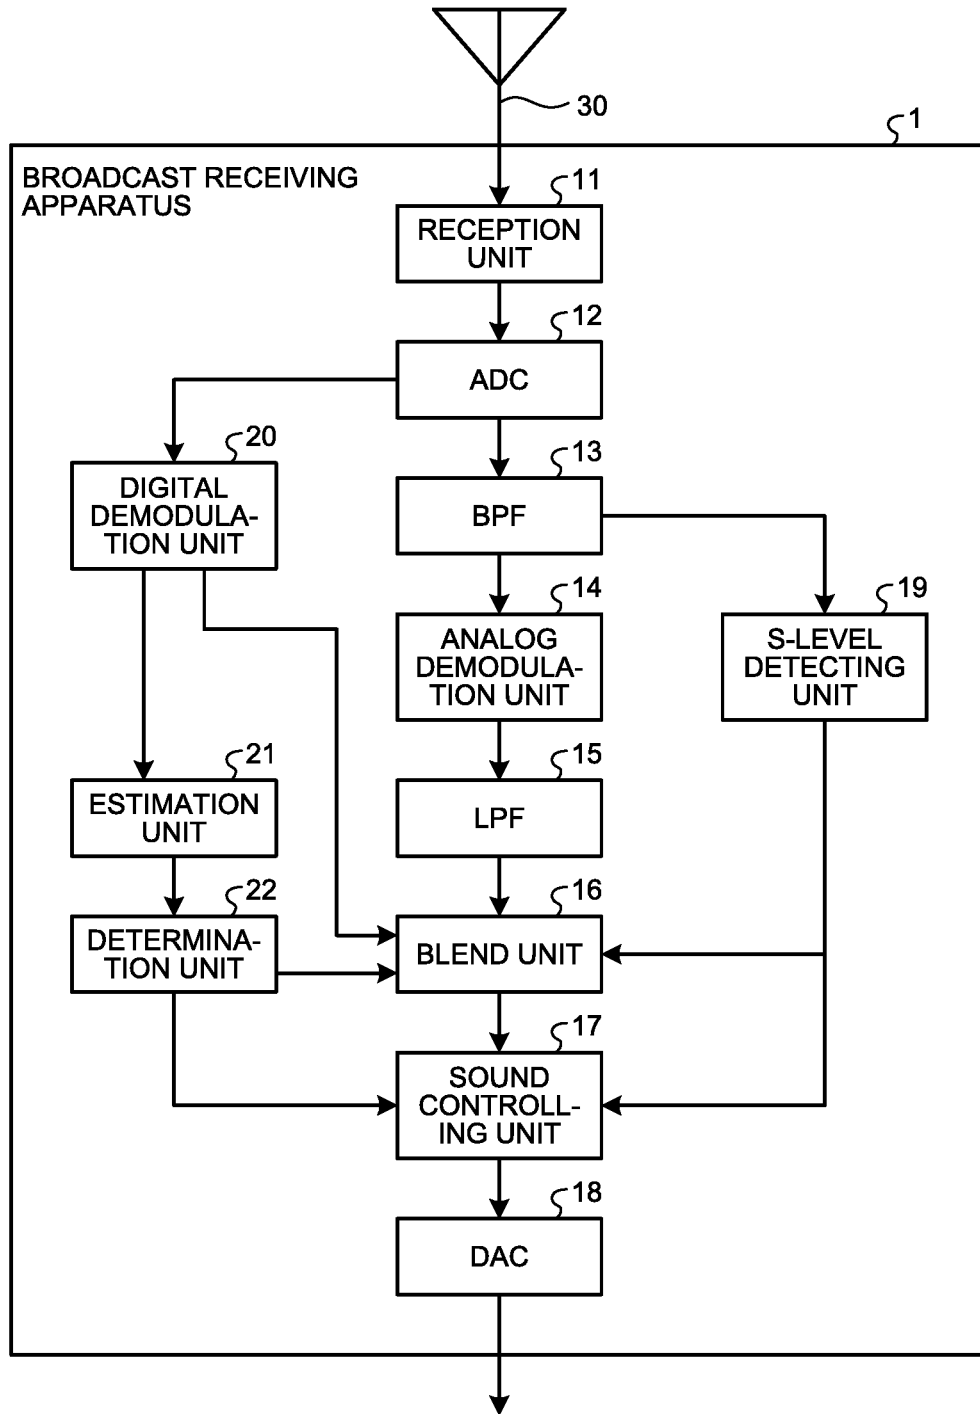 30
1
BROADCAST RECEIVING
APPARATUS
11
RECEPTION
UNIT
12
ADC
20
DIGITAL
DEMODULA-
TION UNIT
13
BPF
14
ANALOG
DEMODULA-
TION UNIT
19
S-LEVEL
DETECTING
UNIT
21
ESTIMATION
UNIT
15
LPF
22
DETERMINA-
TION UNIT
16
BLEND UNIT
17
SOUND
CONTROLL-
ING UNIT
18
DAC